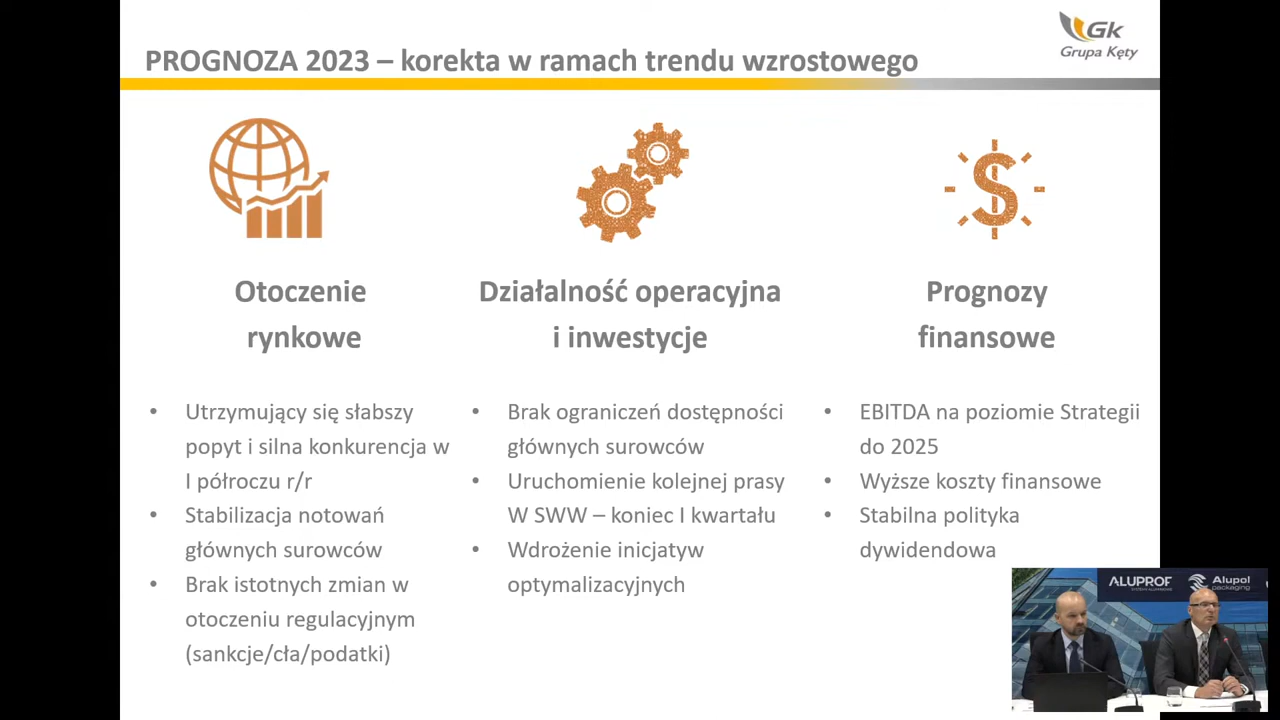 PROGNOZA 2023 – korekta w ramach trendu wzrostowego
Gk
Grupa Kęty
Otoczenie
rynkowe
• Utrzymujący się słabszy
popyt i silna konkurencja w
I półroczu r/r
• Stabilizacja notowań
głównych surowców
• Brak istotnych zmian w
otoczeniu regulacyjnym
(sankcje/cła/podatki)
Działalność operacyjna
i inwestycje
• Brak ograniczeń dostępności
głównych surowców
• Uruchomienie kolejnej prasy
W SWW – koniec I kwartału
• Wdrożenie inicjatyw
optymalizacyjnych
Prognozy
finansowe
• EBITDA na poziomie Strategii
do 2025
• Wyższe koszty finansowe
• Stabilna polityka
dywidendowa
ALUPROF
Alupol
packaging